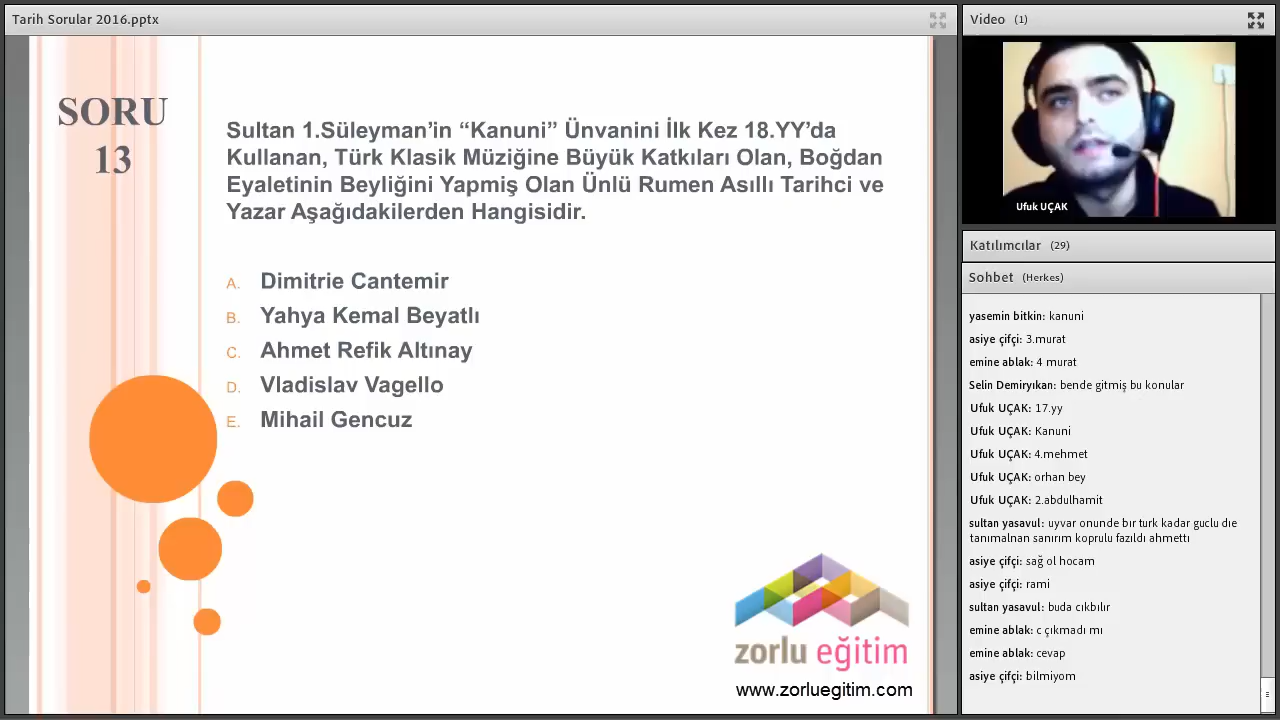 Tarih Sorular 2016.pptx
SORU
13
Sultan 1.Süleyman’in “Kanuni” Ünvanini İlk Kez 18.YY’da
Kullanan, Türk Klasik Müziğine Büyük Katkıları Olan, Boğdan
Eyaletinin Beyliğini Yapmiş Olan Ünlü Rumen Asıllı Tarihci ve
Yazar Aşağıdakilerden Hangisidir.
A. Dimitrie Cantemir
B. Yahya Kemal Beyatlı
C. Ahmet Refik Altınay
D. Vladislav Vagello
E. Mihail Gencuz
zorlu eğitim
www.zorluegitim.com
Video (1)
Ufuk UÇAK
Katılımcılar (29)
Sohbet (Herkes)
yasemin bitkin: kanuni
asiye çifçi: 3.murat
emine ablak: 4 murat
Selin Demiryıkan: bende gitmiş bu konular
Ufuk UÇAK: 17.yy
Ufuk UÇAK: Kanuni
Ufuk UÇAK: 4.mehmet
Ufuk UÇAK: orhan bey
Ufuk UÇAK: 2.abdulhamit
sultan yasavul: uyvar onunde bır turk kadar guclu dıe
tanımalnan sanırım koprulu fazıldı ahmettı
asiye çifçi: sağ ol hocam
asiye çifçi: rami
sultan yasavul: buda cıkbılır
emine ablak: c çıkmadı mı
emine ablak: cevap
asiye çifçi: bilmiyom